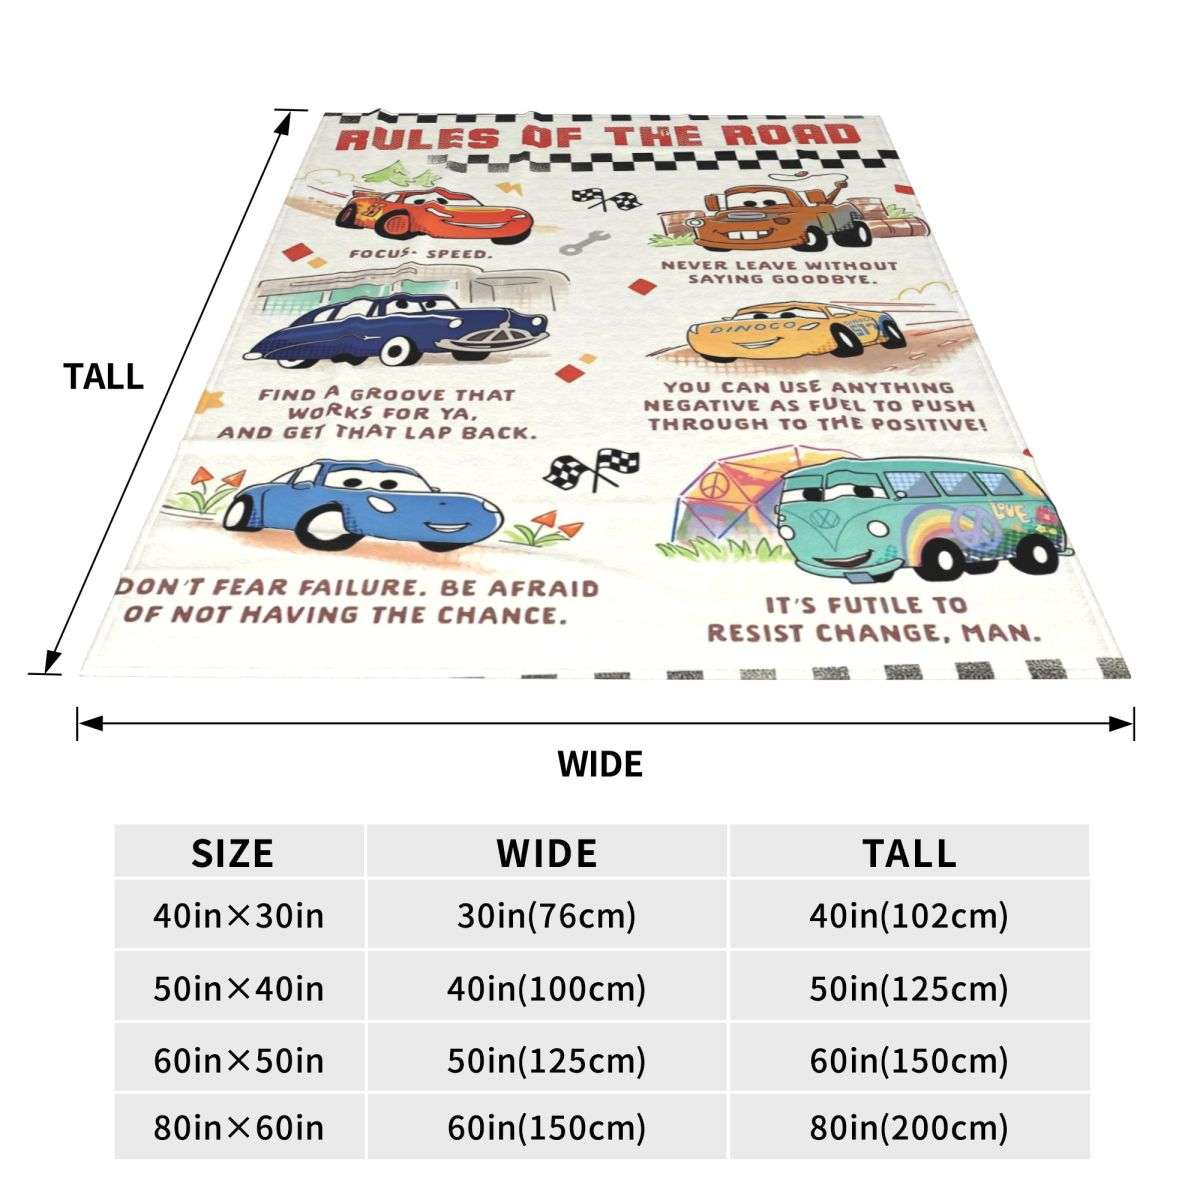 RULES OF THE ROAD
FOCUS. SPEED.
NEVER LEAVE WITHOUT
SAYING GOODBYE.
DINOCO
FIND A GROOVE THAT
WORKS FOR YA,
AND GET THAT LAP BACK.
YOU CAN USE ANYTHING
NEGATIVE AS FUEL TO PUSH
THROUGH TO THE POSITIVE!
LOVE
DON'T FEAR FAILURE. BE AFRAID
OF NOT HAVING THE CHANCE.
IT'S FUTILE TO
RESIST CHANGE, MAN.
TALL
WIDE
SIZE WIDE TALL
40in×30in 30in(76cm) 40in(102cm)
50in×40in 40in(100cm) 50in(125cm)
60in×50in 50in(125cm) 60in(150cm)
80in×60in 60in(150cm) 80in(200cm)